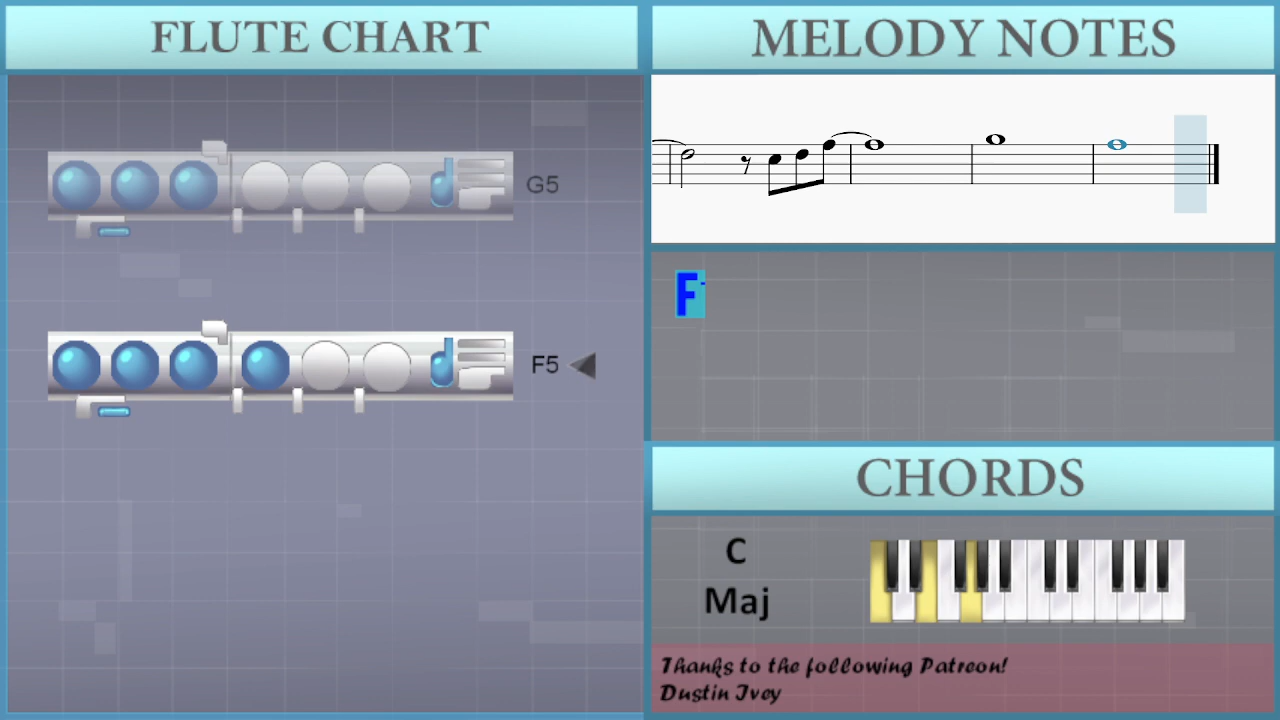 FLUTE CHART
MELODY NOTES
G5
F5
F
CHORDS
C
Maj
Thanks to the following Patreon!
Dustin Ivey